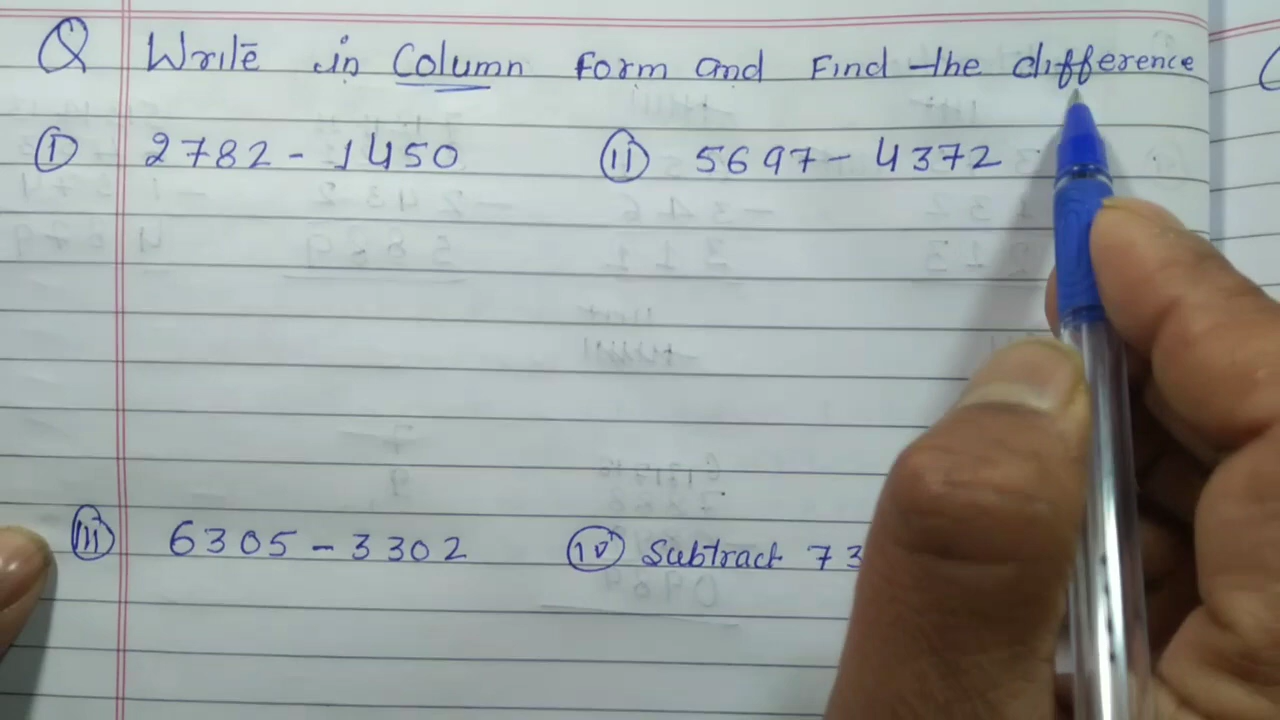 Q Write in Column form and Find the difference
(I) 2782 - 1450 (II) 5697 - 4372
(III) 6305 - 3302 (IV) Subtract 73